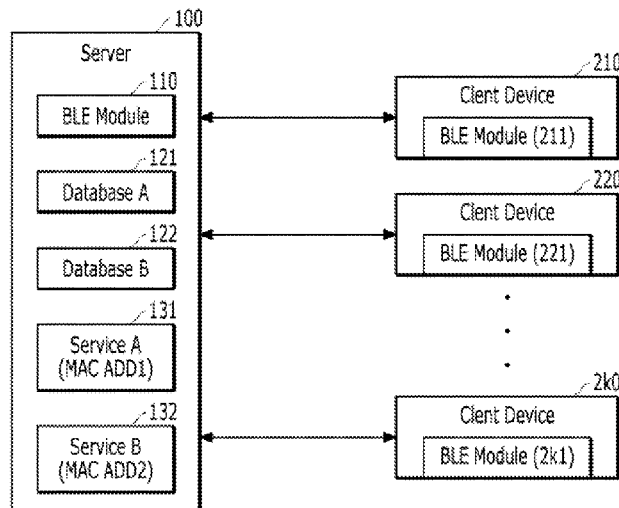 100
Server
110
BLE Module
121
Database A
122
Database B
131
Service A
(MAC ADD1)
132
Service B
(MAC ADD2)
210
Clent Device
BLE Module (211)
220
Clent Device
BLE Module (221)
2k0
Clent Device
BLE Module (2k1)